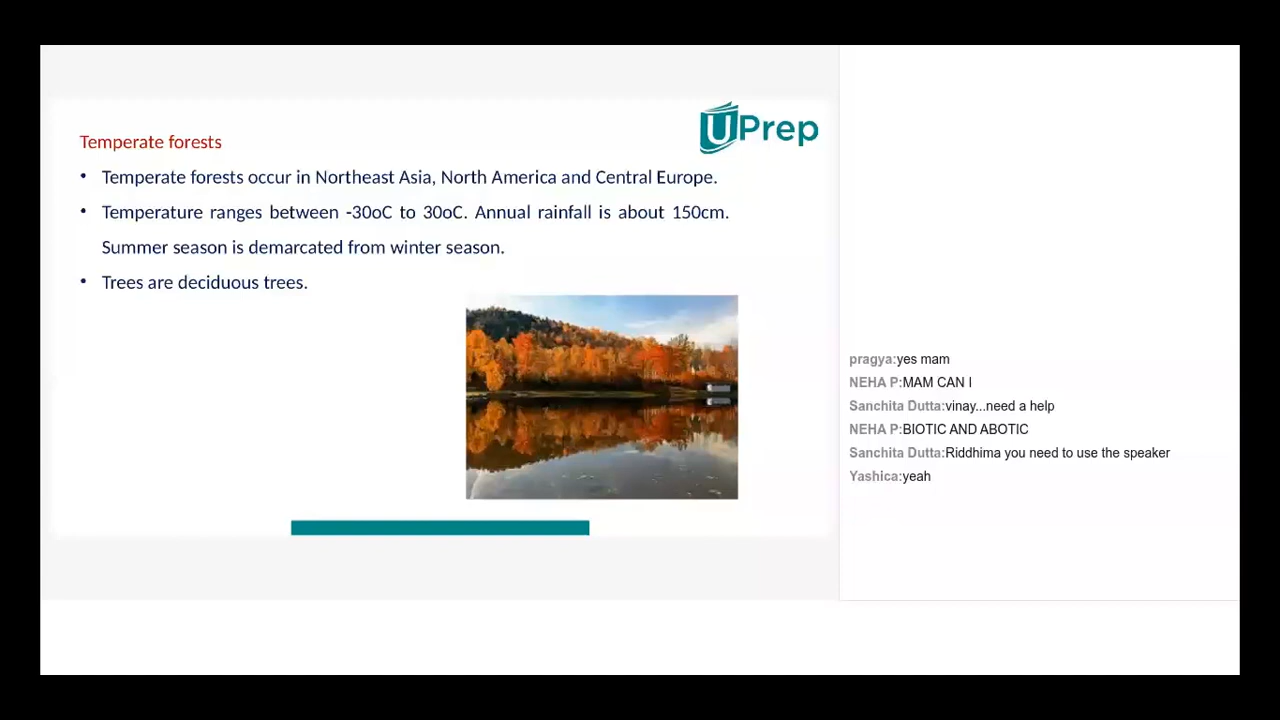 UPrep
Temperate forests
• Temperate forests occur in Northeast Asia, North America and Central Europe.
• Temperature ranges between -30oC to 30oC. Annual rainfall is about 150cm.
Summer season is demarcated from winter season.
• Trees are deciduous trees.
pragya:yes mam
NEHA P:MAM CAN I
Sanchita Dutta:vinay...need a help
NEHA P:BIOTIC AND ABOTIC
Sanchita Dutta:Riddhima you need to use the speaker
Yashica:yeah